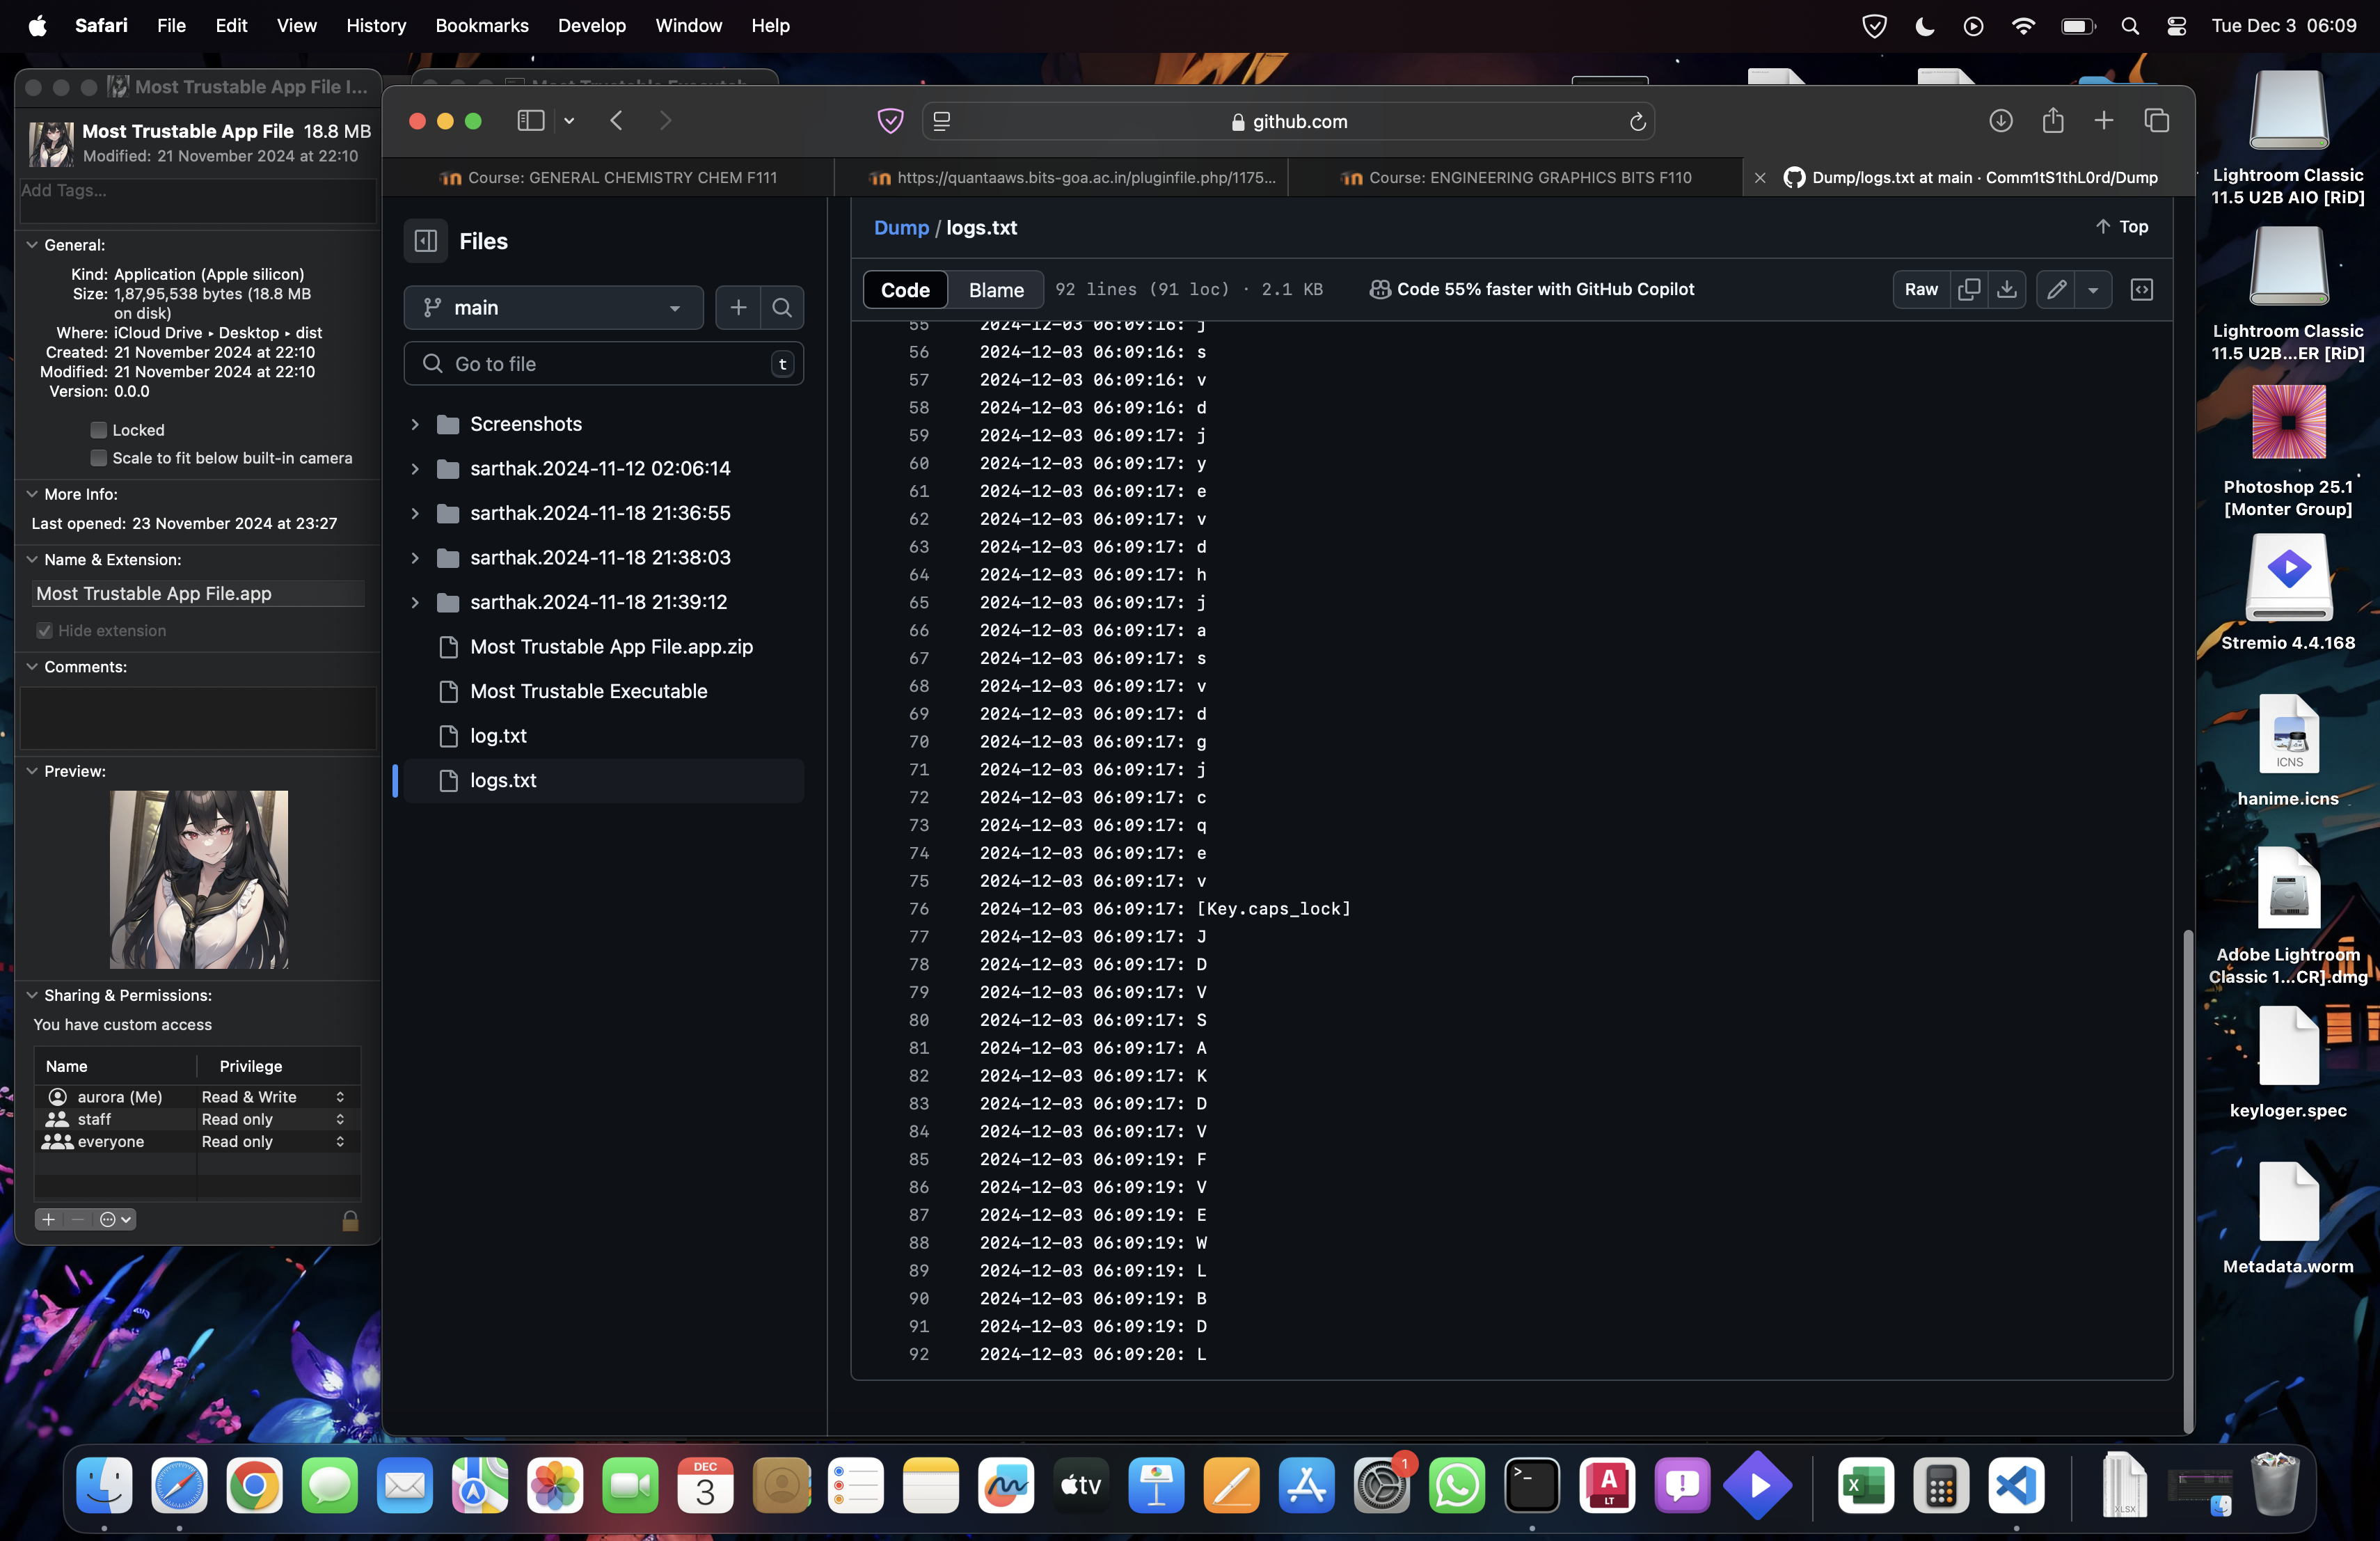 Safari File Edit View History Bookmarks Develop Window Help Tue Dec 3 06:09
Most Trustable App File I...
Most Trustable App File 18.8 MB
Modified: 21 November 2024 at 22:10
Add Tags...
General:
Kind: Application (Apple silicon)
Size: 1,87,95,538 bytes (18.8 MB
on disk)
Where: iCloud Drive ▸ Desktop ▸ dist
Created: 21 November 2024 at 22:10
Modified: 21 November 2024 at 22:10
Version: 0.0.0
Locked
Scale to fit below built-in camera
More Info:
Last opened: 23 November 2024 at 23:27
Name & Extension:
Most Trustable App File.app
Hide extension
Comments:
Preview:
Sharing & Permissions:
You have custom access
Name Privilege
aurora (Me) Read & Write
staff Read only
everyone Read only
github.com
Course: GENERAL CHEMISTRY CHEM F111
https://quantaaws.bits-goa.ac.in/pluginfile.php/1175...
Course: ENGINEERING GRAPHICS BITS F110
Dump/logs.txt at main · Comm1tS1thL0rd/Dump
Files
main
Go to file t
Screenshots
sarthak.2024-11-12 02:06:14
sarthak.2024-11-18 21:36:55
sarthak.2024-11-18 21:38:03
sarthak.2024-11-18 21:39:12
Most Trustable App File.app.zip
Most Trustable Executable
log.txt
logs.txt
Dump / logs.txt
Top
Code Blame 92 lines (91 loc) · 2.1 KB Code 55% faster with GitHub Copilot Raw
55 2024-12-03 06:09:16: j
56 2024-12-03 06:09:16: s
57 2024-12-03 06:09:16: v
58 2024-12-03 06:09:16: d
59 2024-12-03 06:09:17: j
60 2024-12-03 06:09:17: y
61 2024-12-03 06:09:17: e
62 2024-12-03 06:09:17: v
63 2024-12-03 06:09:17: d
64 2024-12-03 06:09:17: h
65 2024-12-03 06:09:17: j
66 2024-12-03 06:09:17: a
67 2024-12-03 06:09:17: s
68 2024-12-03 06:09:17: v
69 2024-12-03 06:09:17: d
70 2024-12-03 06:09:17: g
71 2024-12-03 06:09:17: j
72 2024-12-03 06:09:17: c
73 2024-12-03 06:09:17: q
74 2024-12-03 06:09:17: e
75 2024-12-03 06:09:17: v
76 2024-12-03 06:09:17: [Key.caps_lock]
77 2024-12-03 06:09:17: J
78 2024-12-03 06:09:17: D
79 2024-12-03 06:09:17: V
80 2024-12-03 06:09:17: S
81 2024-12-03 06:09:17: A
82 2024-12-03 06:09:17: K
83 2024-12-03 06:09:17: D
84 2024-12-03 06:09:17: V
85 2024-12-03 06:09:19: F
86 2024-12-03 06:09:19: V
87 2024-12-03 06:09:19: E
88 2024-12-03 06:09:19: W
89 2024-12-03 06:09:19: L
90 2024-12-03 06:09:19: B
91 2024-12-03 06:09:19: D
92 2024-12-03 06:09:20: L
Lightroom Classic
11.5 U2B AIO [RiD]
Lightroom Classic
11.5 U2B...ER [RiD]
Photoshop 25.1
[Monter Group]
Stremio 4.4.168
ICNS
hanime.icns
Adobe Lightroom
Classic 1...CR].dmg
keyloger.spec
Metadata.worm
DEC
3
tv
1
A
LT
XLSX